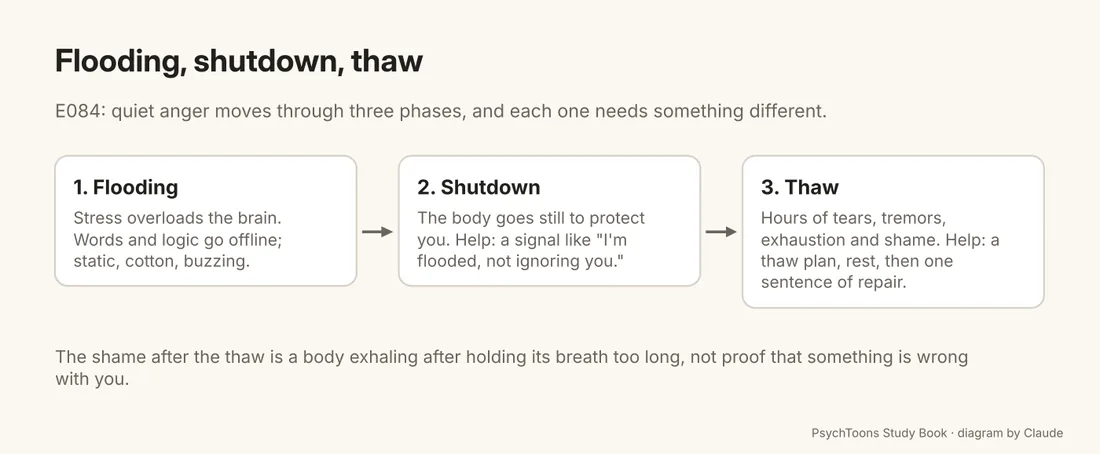 Flooding, shutdown, thaw
E084: quiet anger moves through three phases, and each one needs something different.
1. Flooding
Stress overloads the brain.
Words and logic go offline;
static, cotton, buzzing.
2. Shutdown
The body goes still to protect
you. Help: a signal like "I'm
flooded, not ignoring you."
3. Thaw
Hours of tears, tremors,
exhaustion and shame. Help: a
thaw plan, rest, then one
sentence of repair.
The shame after the thaw is a body exhaling after holding its breath too long, not proof that something is wrong
with you.
PsychToons Study Book · diagram by Claude